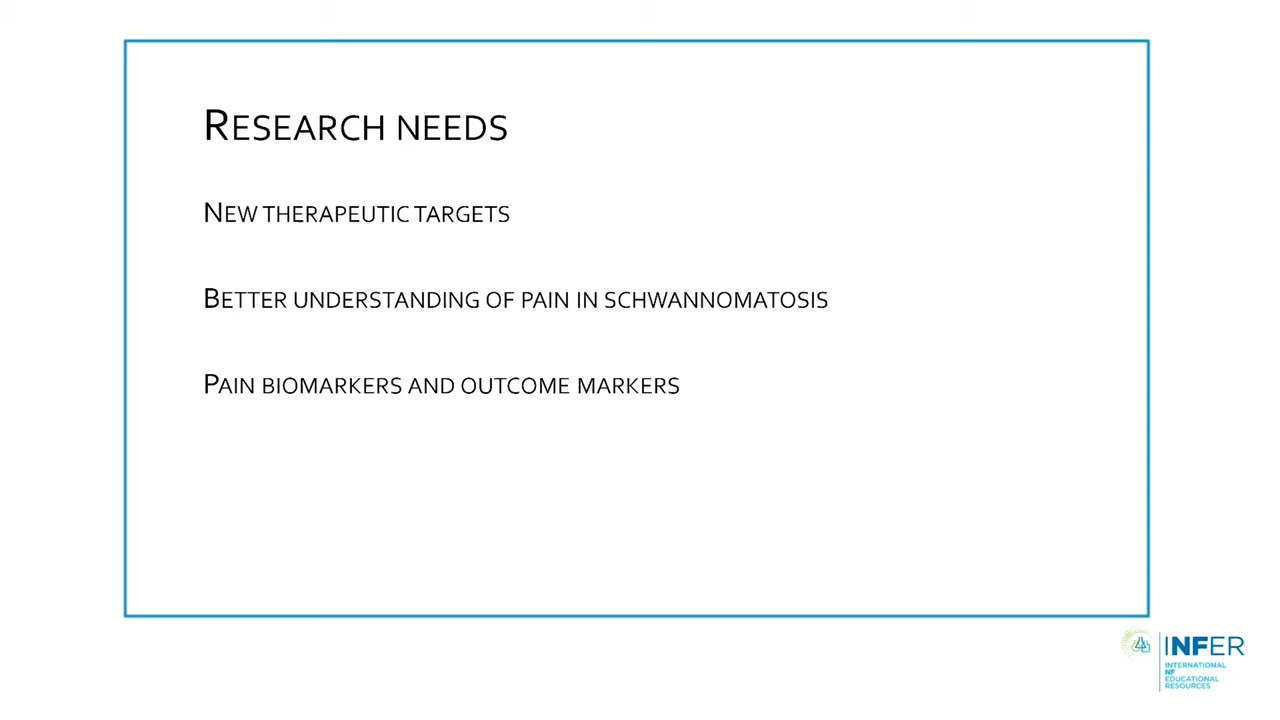 RESEARCH NEEDS
NEW THERAPEUTIC TARGETS
BETTER UNDERSTANDING OF PAIN IN SCHWANNOMATOSIS
PAIN BIOMARKERS AND OUTCOME MARKERS
INFER
INTERNATIONAL
NF
EDUCATIONAL
RESOURCES